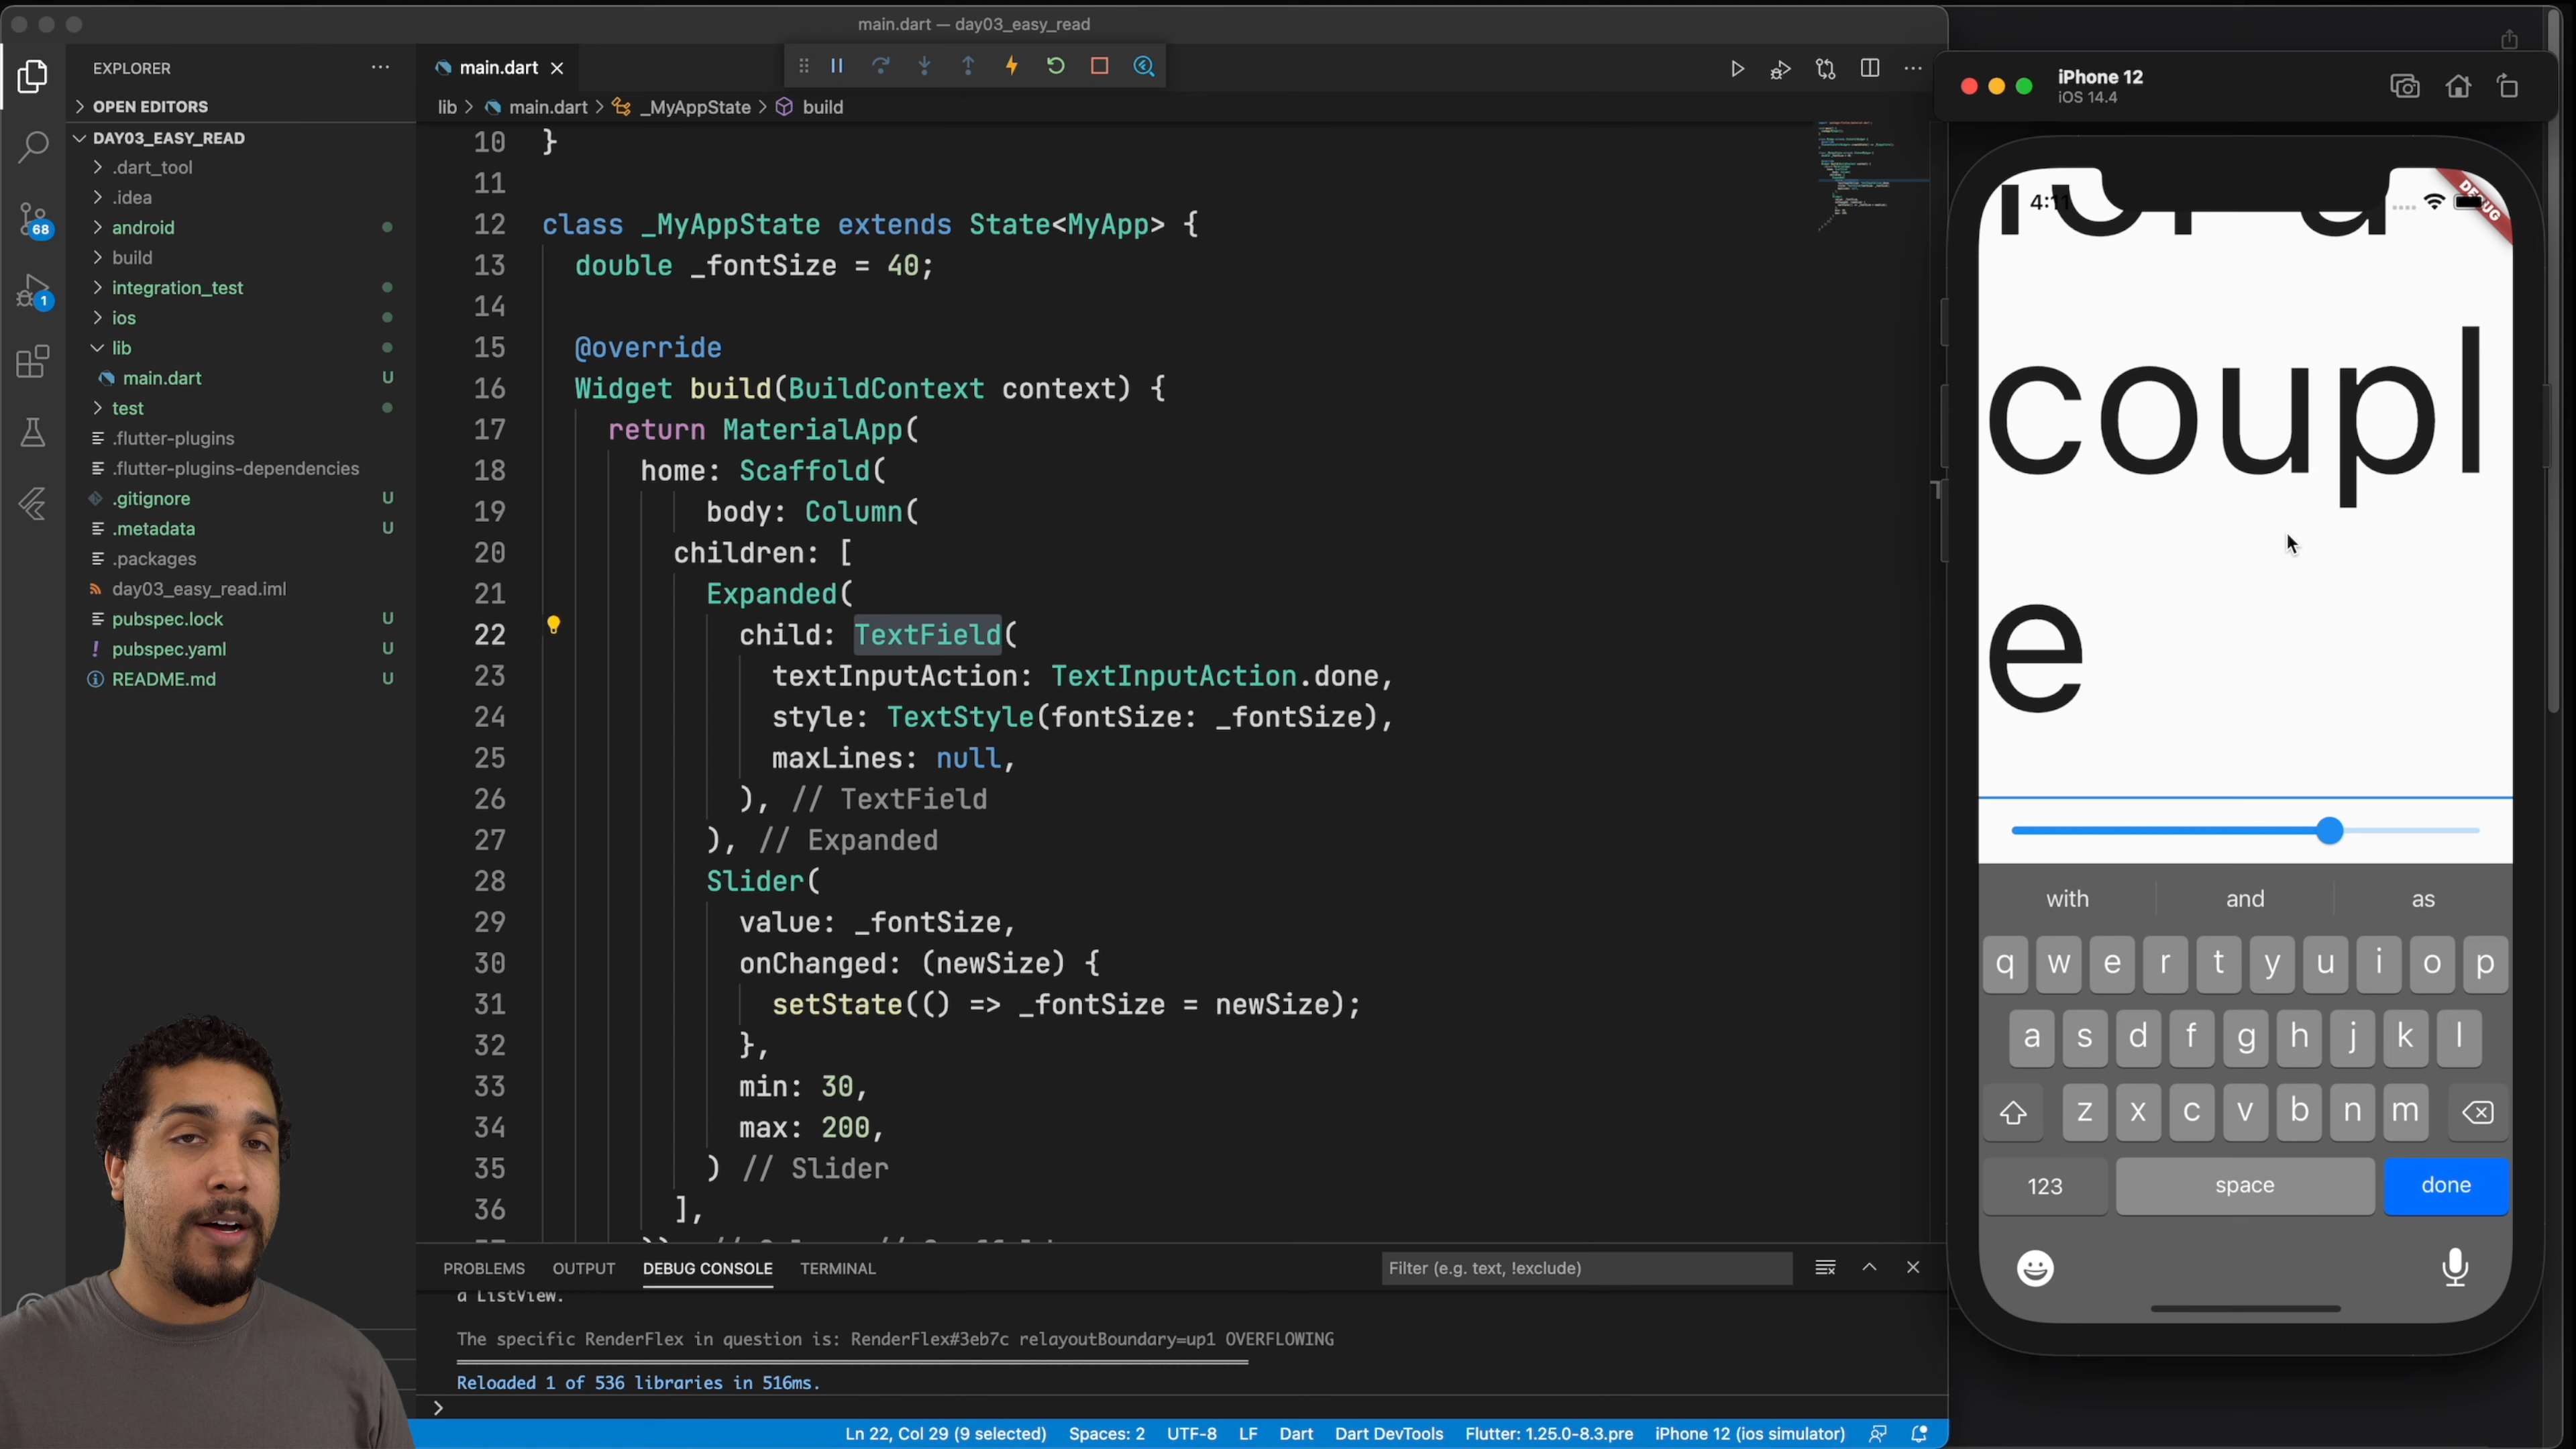 main.dart — day03_easy_read
EXPLORER
OPEN EDITORS
DAY03_EASY_READ
.dart_tool
.idea
android
build
integration_test
ios
lib
main.dart U
test
.flutter-plugins
.flutter-plugins-dependencies
.gitignore U
.metadata U
.packages
day03_easy_read.iml
pubspec.lock U
! pubspec.yaml U
README.md U
68
1
main.dart
lib > main.dart > _MyAppState > build
10 }
11
12 class _MyAppState extends State<MyApp> {
13 double _fontSize = 40;
14
15 @override
16 Widget build(BuildContext context) {
17 return MaterialApp(
18 home: Scaffold(
19 body: Column(
20 children: [
21 Expanded(
22 child: TextField(
23 textInputAction: TextInputAction.done,
24 style: TextStyle(fontSize: _fontSize),
25 maxLines: null,
26 ), // TextField
27 ), // Expanded
28 Slider(
29 value: _fontSize,
30 onChanged: (newSize) {
31 setState(() => _fontSize = newSize);
32 },
33 min: 30,
34 max: 200,
35 ) // Slider
36 ],
PROBLEMS OUTPUT DEBUG CONSOLE TERMINAL
Filter (e.g. text, !exclude)
a ListView.
The specific RenderFlex in question is: RenderFlex#3eb7c relayoutBoundary=up1 OVERFLOWING
Reloaded 1 of 536 libraries in 516ms.
>
Ln 22, Col 29 (9 selected) Spaces: 2 UTF-8 LF Dart Dart DevTools Flutter: 1.25.0-8.3.pre iPhone 12 (ios simulator)
iPhone 12
iOS 14.4
4:11
DEBUG
coupl
e
with and as
q w e r t y u i o p
a s d f g h j k l
z x c v b n m
123 space done